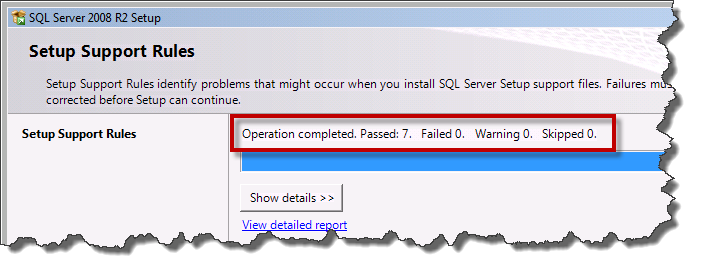 SQL Server 2008 R2 Setup
Setup Support Rules
Setup Support Rules identify problems that might occur when you install SQL Server Setup support files. Failures
corrected before Setup can continue.
Setup Support Rules
Operation completed. Passed: 7. Failed 0. Warning 0. Skipped 0.
Show details >>
View detailed report